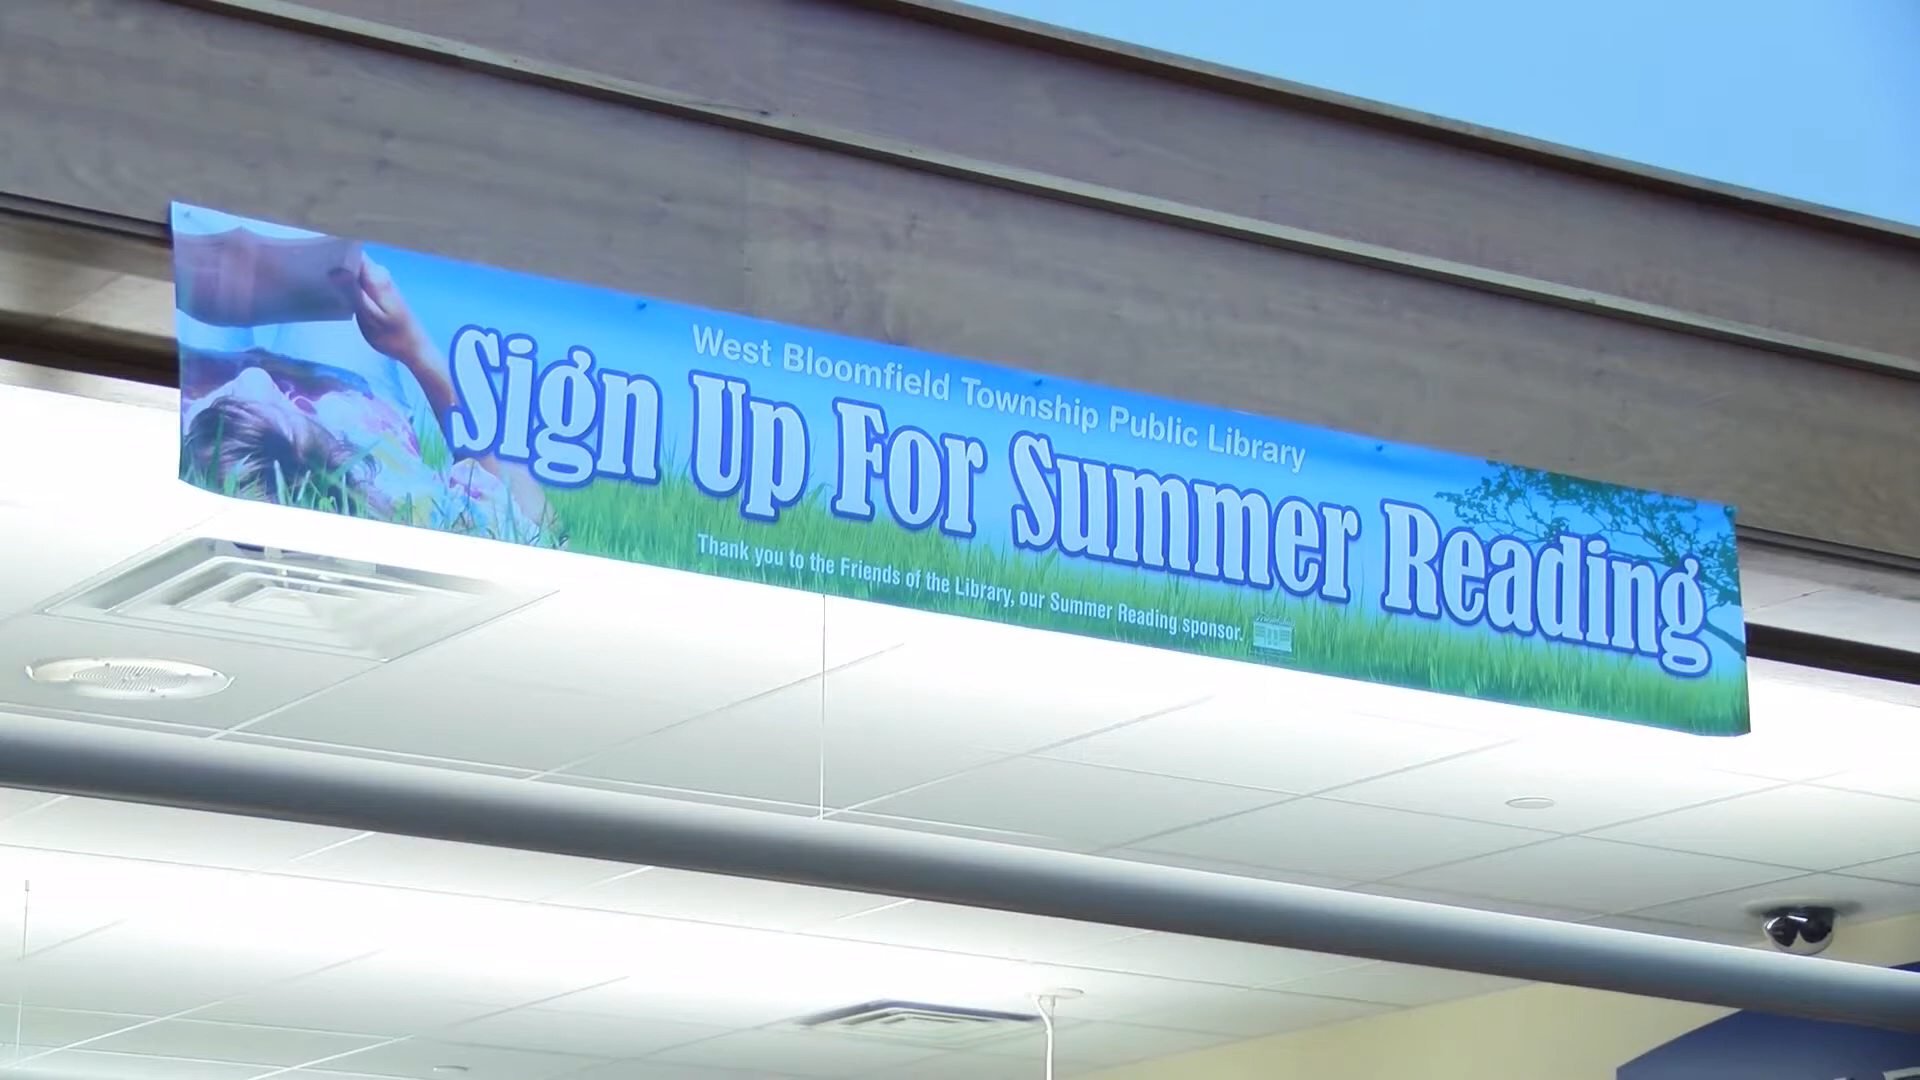 West Bloomfield Township Public Library
Sign Up For Summer Reading
Thank you to the Friends of the Library, our Summer Reading sponsor.